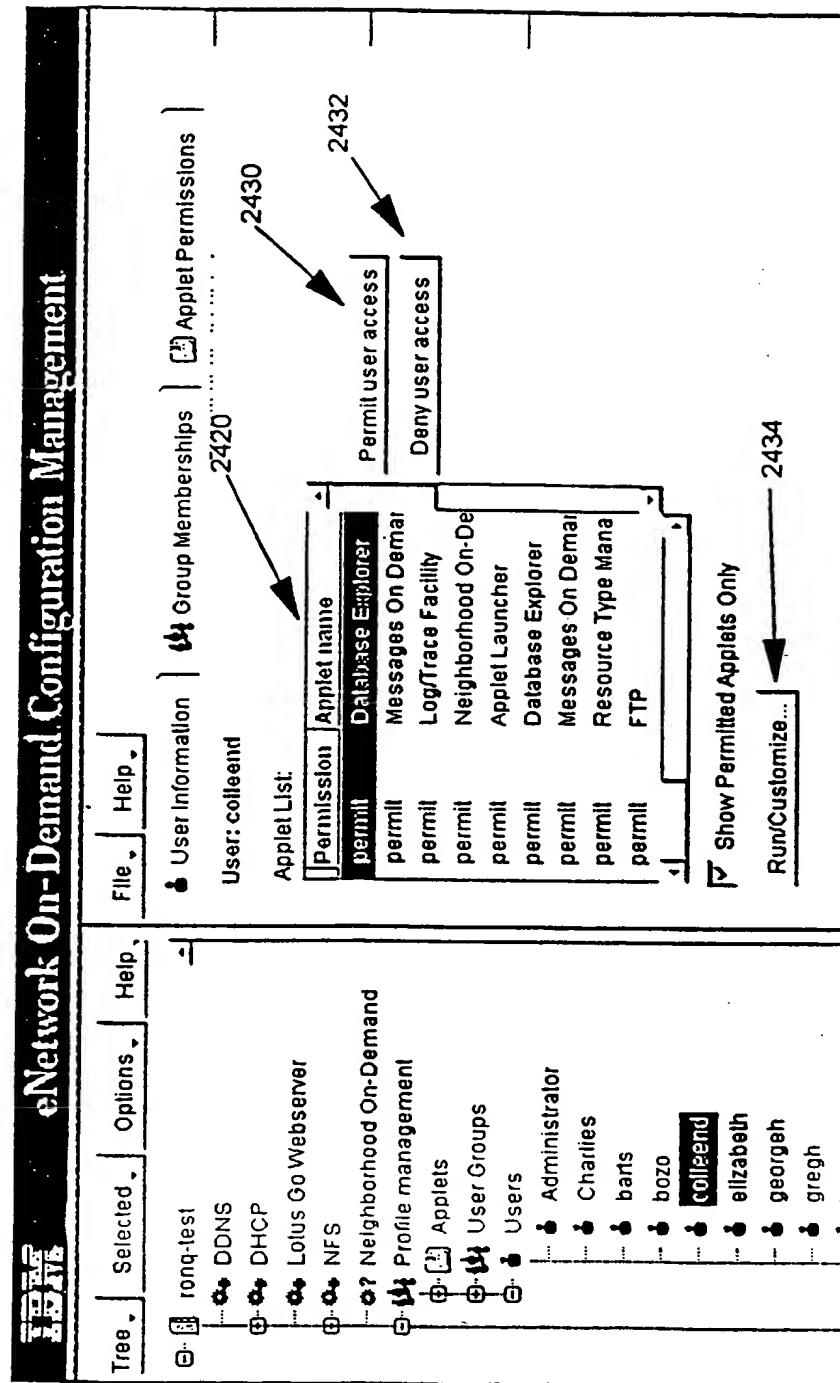 IBM
eNetwork On-Demand Configuration Management
Tree Selected Options Help
ronq-test
DDNS
DHCP
Lotus Go Webserver
NFS
Neighborhood On-Demand
Profile management
Applets
User Groups
Users
Administrator
Charlies
barts
bozo
colleend
elizabeth
georgeh
gregh
File Help
User Information Group Memberships Applet Permissions
User: colleend
2420
Applet List:
Permission Applet name
permit Database Explorer
permit Messages On Deman
permit Log/Trace Facility
permit Neighborhood On-De
permit Applet Launcher
permit Database Explorer
permit Messages On Deman
permit Resource Type Mana
permit FTP
Permit user access
2430
Deny user access
2432
Show Permitted Applets Only
Run/Customize...
2434